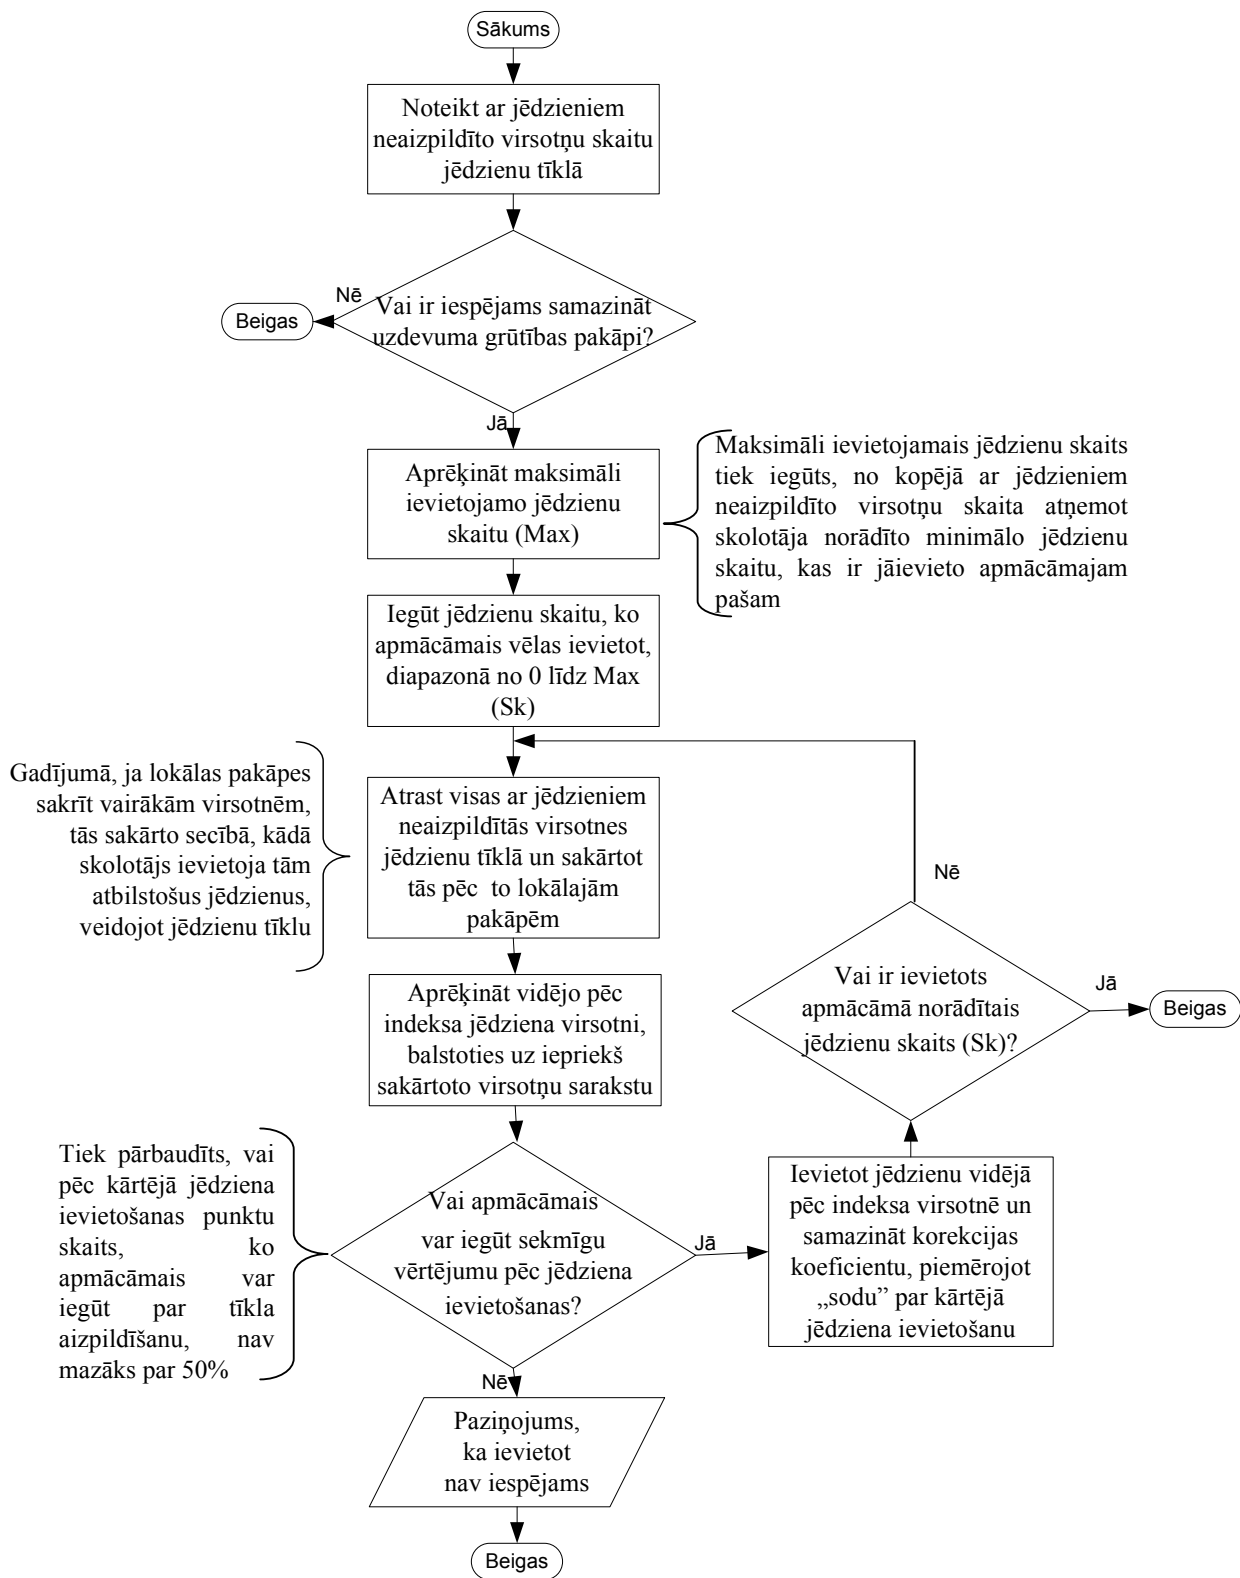 Sākums
Noteikt ar jēdzieniem
neaizpildīto virsotņu skaitu
jēdzienu tīklā
Nē
Beigas
Vai ir iespējams samazināt
uzdevuma grūtības pakāpi?
Jā
Aprēķināt maksimāli
ievietojamo jēdzienu
skaitu (Max)
Maksimāli ievietojamais jēdzienu skaits
tiek iegūts, no kopējā ar jēdzieniem
neaizpildīto virsotņu skaita atņemot
skolotāja norādīto minimālo jēdzienu
skaitu, kas ir jāievieto apmācāmajam
pašam
Iegūt jēdzienu skaitu, ko
apmācāmais vēlas ievietot,
diapazonā no 0 līdz Max
(Sk)
Gadījumā, ja lokālas pakāpes
sakrīt vairākām virsotnēm,
tās sakārto secībā, kādā
skolotājs ievietoja tām
atbilstošus jēdzienus,
veidojot jēdzienu tīklu
Atrast visas ar jēdzieniem
neaizpildītās virsotnes
jēdzienu tīklā un sakārtot
tās pēc to lokālajām
pakāpēm
Nē
Vai ir ievietots
apmācāmā norādītais
jēdzienu skaits (Sk)?
Jā
Beigas
Aprēķināt vidējo pēc
indeksa jēdziena virsotni,
balstoties uz iepriekš
sakārtoto virsotņu sarakstu
Tiek pārbaudīts, vai
pēc kārtējā jēdziena
ievietošanas punktu
skaits, ko
apmācāmais var
iegūt par tīkla
aizpildīšanu, nav
mazāks par 50%
Vai apmācāmais
var iegūt sekmīgu
vērtējumu pēc jēdziena
ievietošanas?
Jā
Ievietot jēdzienu vidējā
pēc indeksa virsotnē un
samazināt korekcijas
koeficientu, piemērojot
„sodu” par kārtējā
jēdziena ievietošanu
Nē
Paziņojums,
ka ievietot
nav iespējams
Beigas